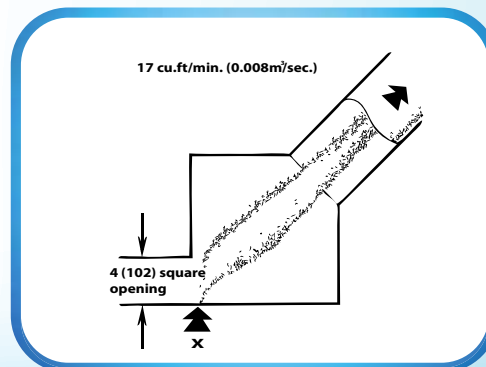 17 cu.ft/min. (0.008m³/sec.)
4 (102) square
opening
x